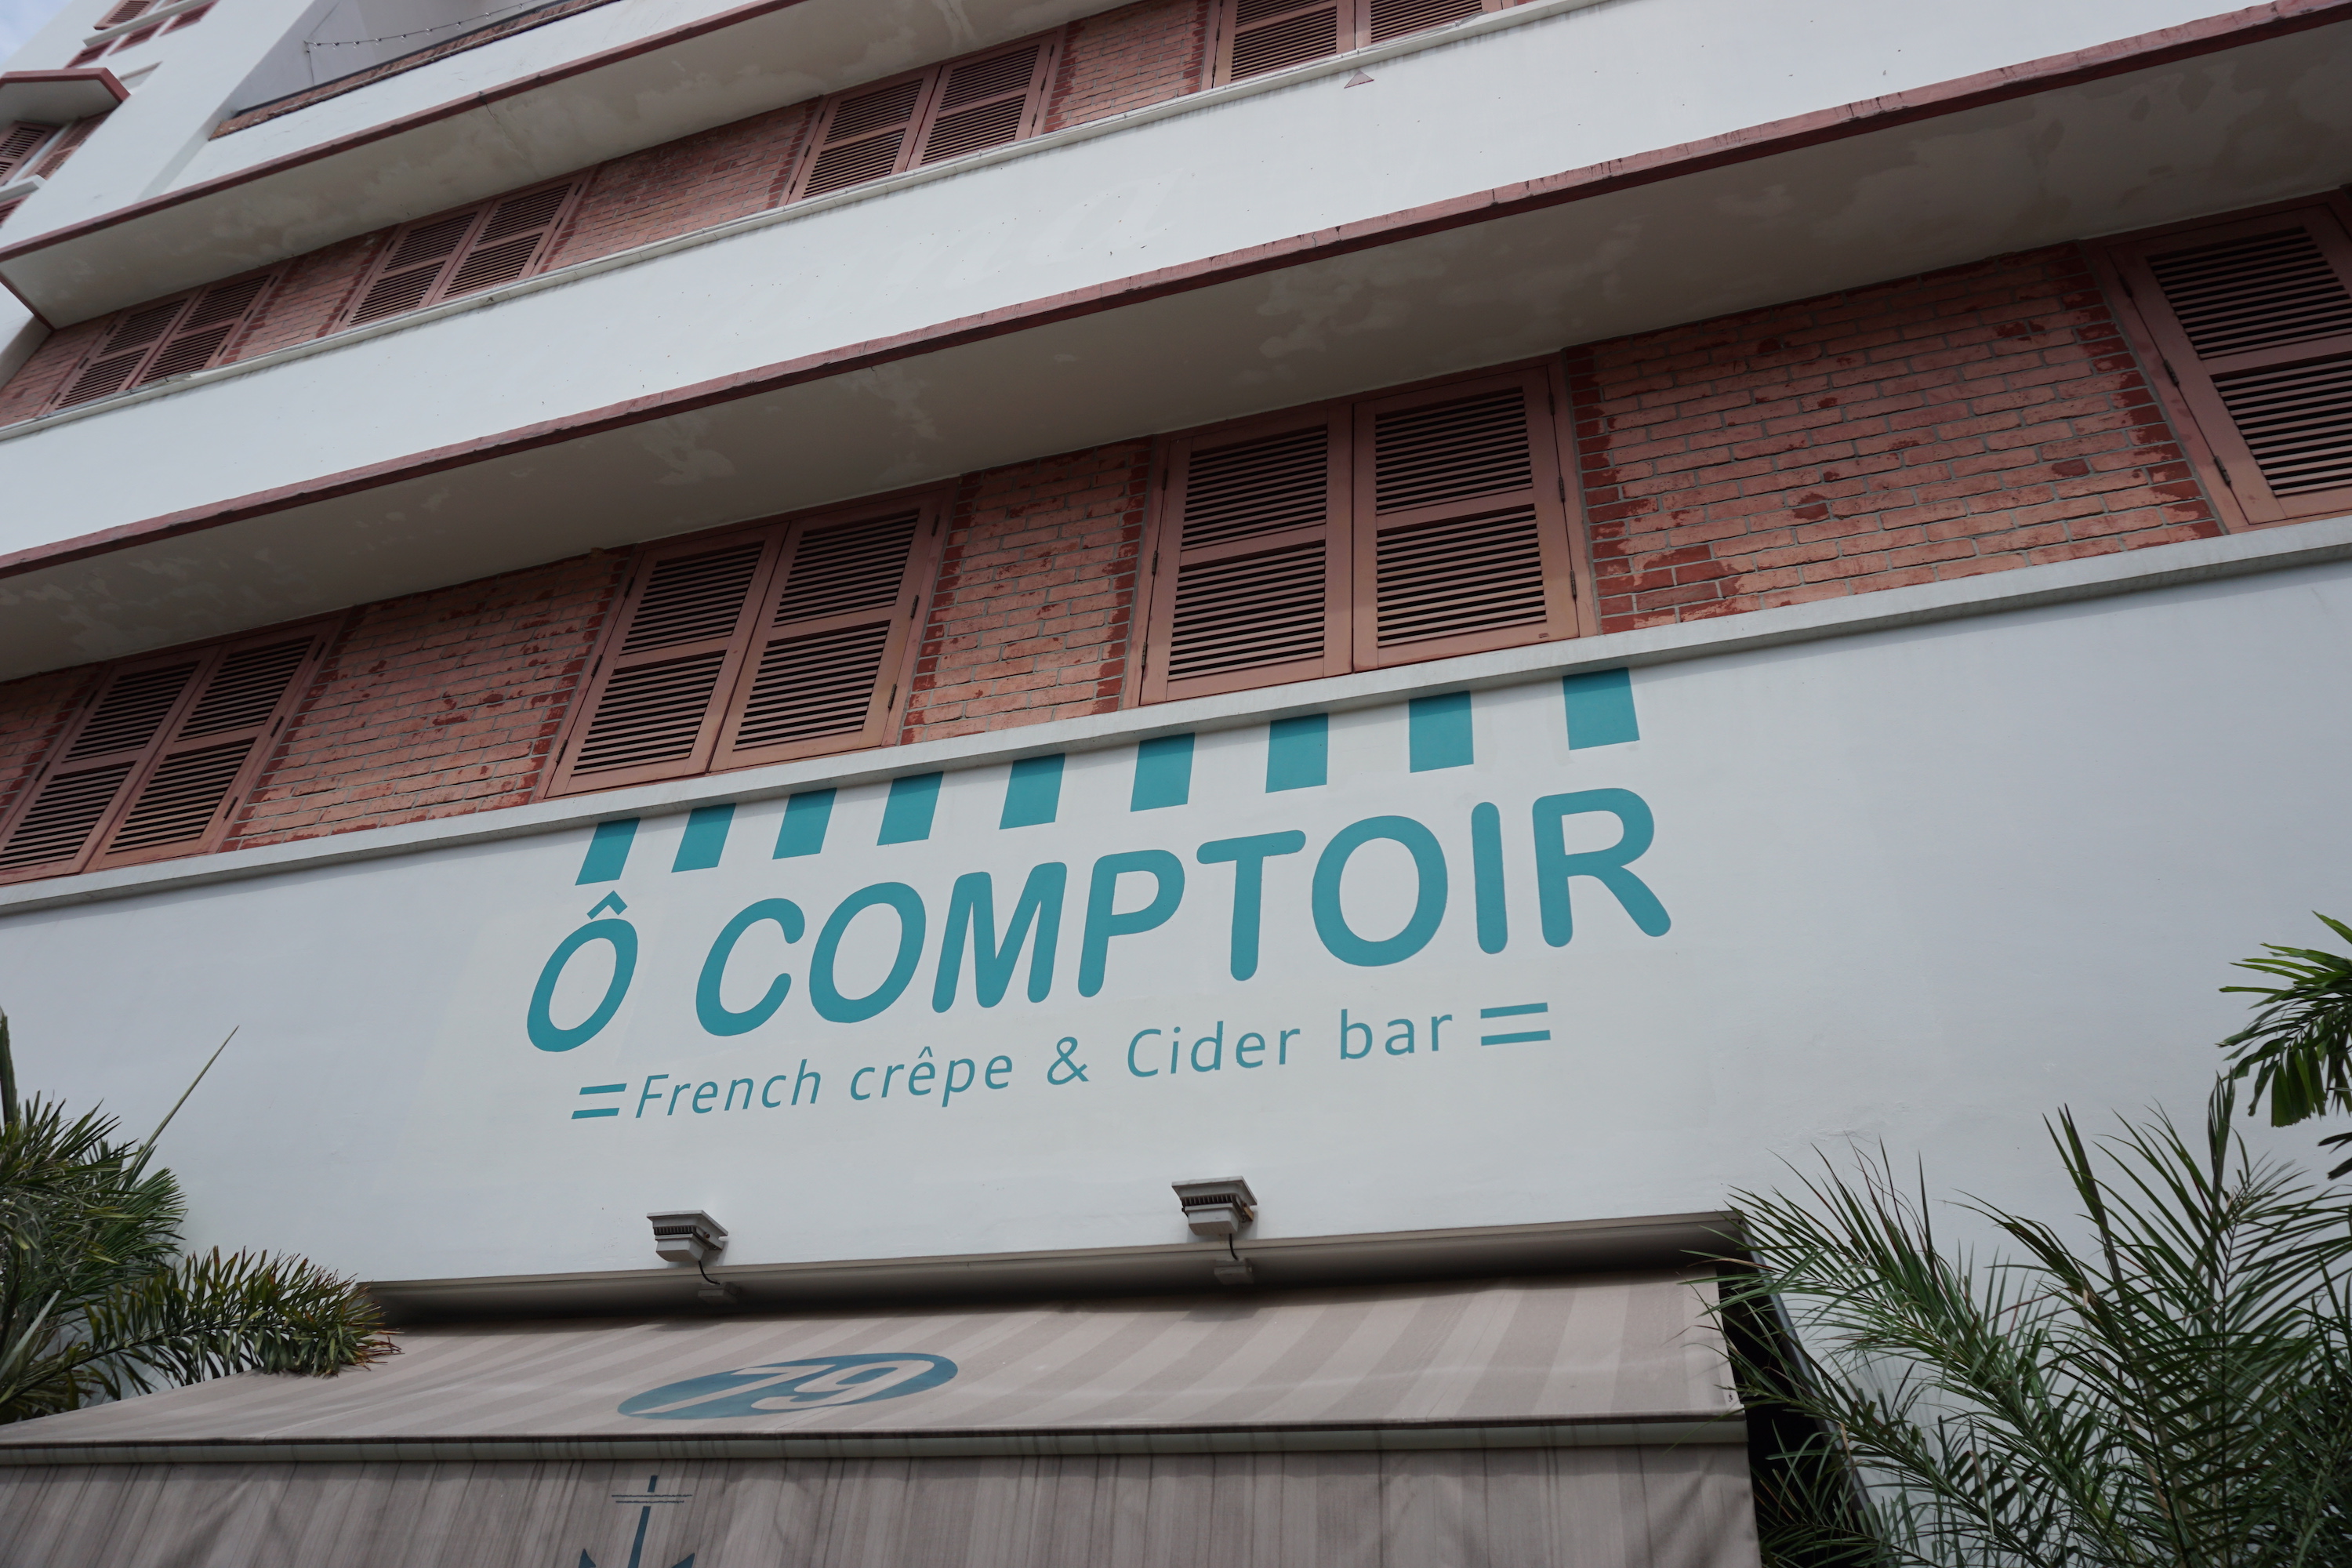 Ô COMPTOIR
French crêpe & Cider bar
79